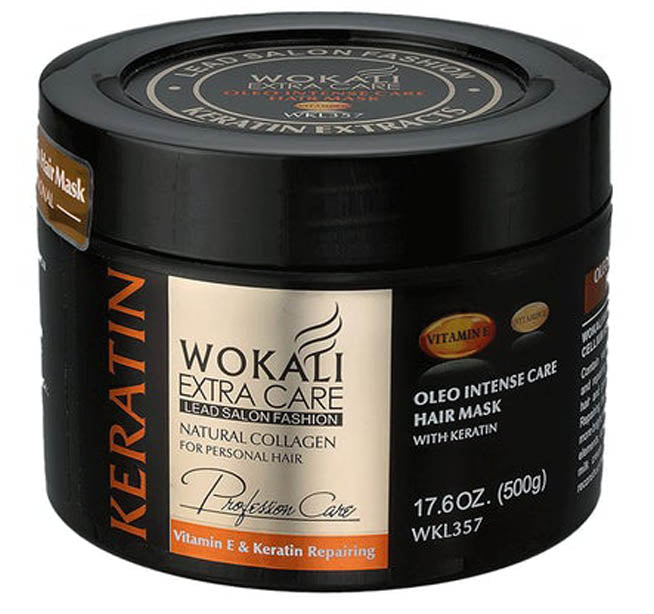 LEAD SALON FASHION
WOKALI
EXTRA CARE
OLEO INTENSE CARE
HAIR MASK
VITAMIN E
WKL357
KERATIN EXTRACTS
Hair Mask
KERATIN
WOKALI
EXTRA CARE
LEAD SALON FASHION
NATURAL COLLAGEN
FOR PERSONAL HAIR
Profession Care
Vitamin E & Keratin Repairing
VITAMIN E
VITAMIN E
OLEO INTENSE CARE
HAIR MASK
WITH KERATIN
17.6OZ. (500g)
WKL357